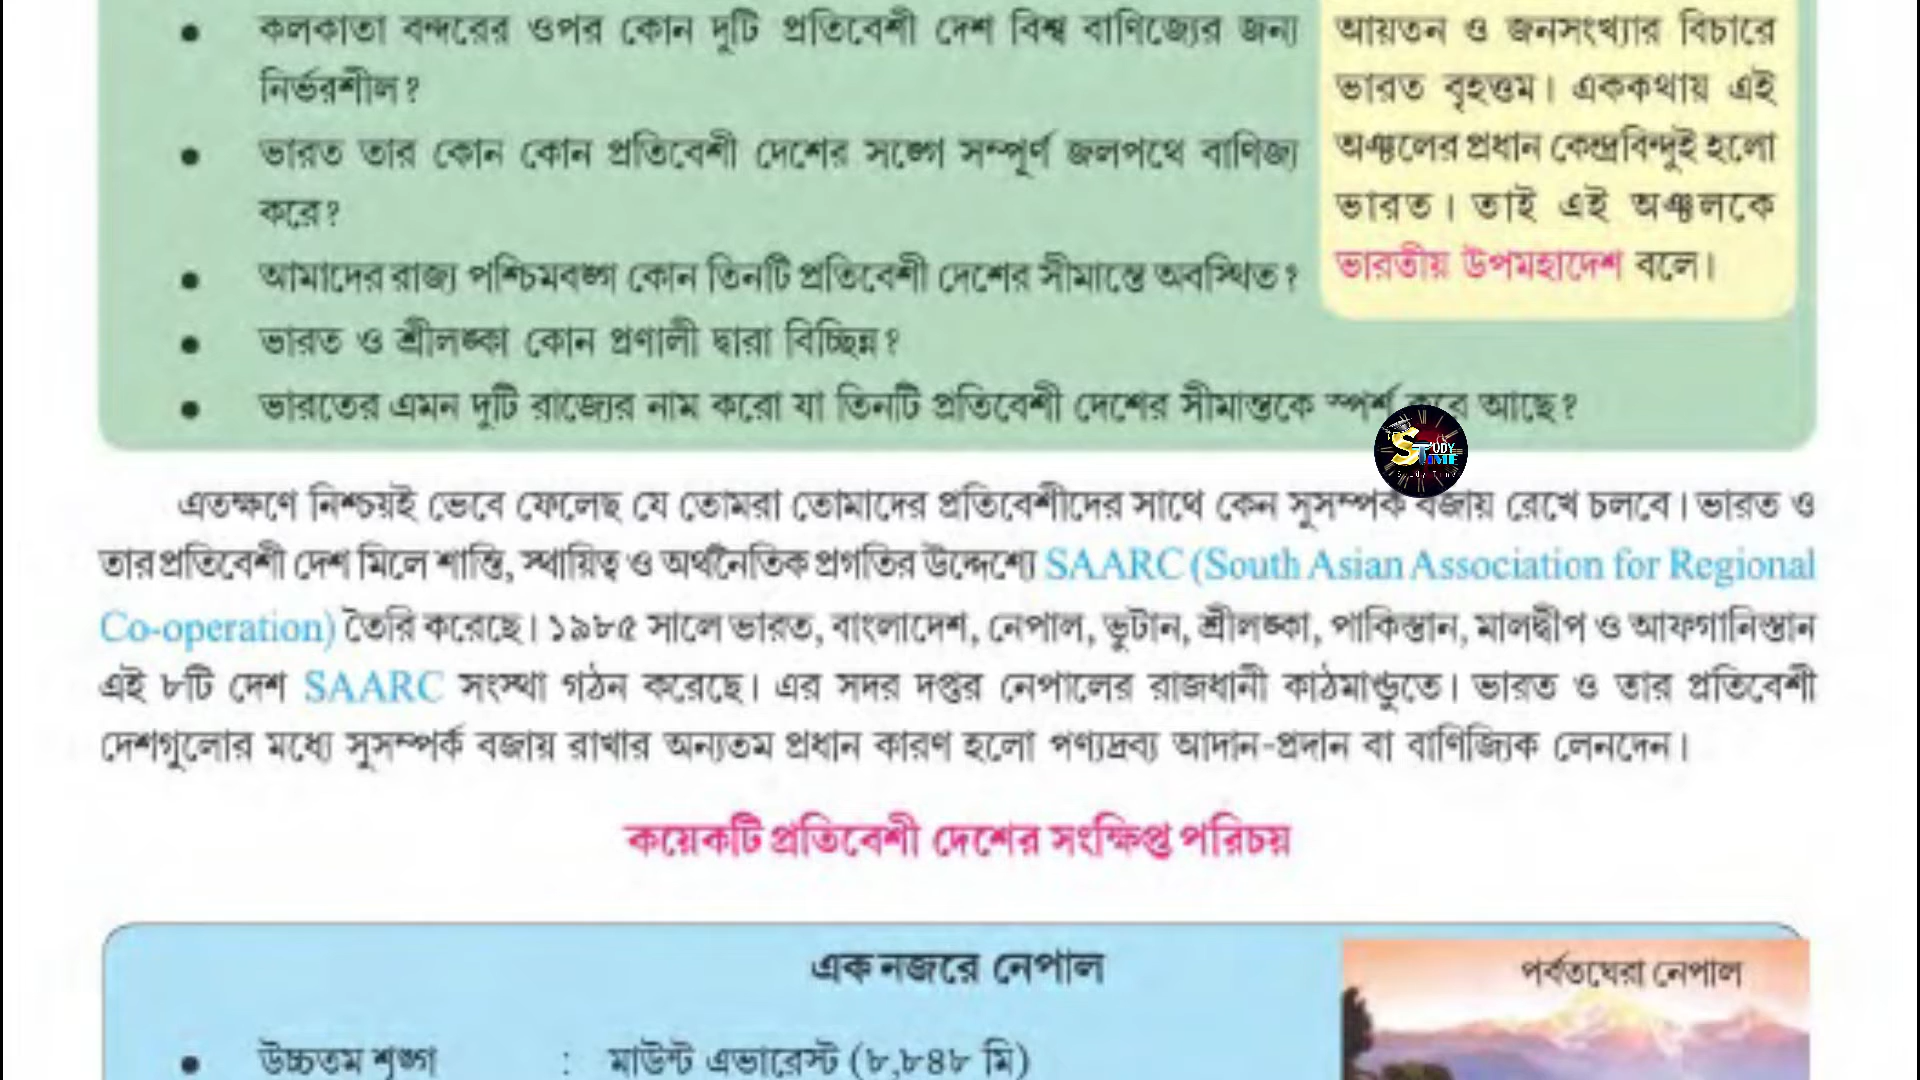 কলকাতা বন্দরের ওপর কোন দুটি প্রতিবেশী দেশ বিশ্ব বাণিজ্যের জন্য
নির্ভরশীল?
ভারত তার কোন কোন প্রতিবেশী দেশের সঙ্গে সম্পূর্ণ জলপথে বাণিজ্য
করে?
আমাদের রাজ্য পশ্চিমবঙ্গ কোন তিনটি প্রতিবেশী দেশের সীমান্তে অবস্থিত?
ভারত ও শ্রীলঙ্কা কোন প্রণালী দ্বারা বিচ্ছিন্ন?
ভারতের এমন দুটি রাজ্যের নাম করো যা তিনটি প্রতিবেশী দেশের সীমান্তকে স্পর্শ আছে?
আয়তন ও জনসংখ্যার বিচারে
ভারত বৃহত্তম। এককথায় এই
অঞ্চলের প্রধান কেন্দ্রবিন্দুই হলো
ভারত। তাই এই অঞ্চলকে
ভারতীয় উপমহাদেশ বলে।
STUDY
TIME
এতক্ষণে নিশ্চয়ই ভেবে ফেলেছ যে তোমরা তোমাদের প্রতিবেশীদের সাথে কেন সুসম্পর্ক বজায় রেখে চলবে। ভারত ও
তার প্রতিবেশী দেশ মিলে শান্তি, স্থায়িত্ব ও অর্থনৈতিক প্রগতির উদ্দেশ্যে SAARC (South Asian Association for Regional
Co-operation) তৈরি করেছে। ১৯৮৫ সালে ভারত, বাংলাদেশ, নেপাল, ভুটান, শ্রীলঙ্কা, পাকিস্তান, মালদ্বীপ ও আফগানিস্তান
এই ৮টি দেশ SAARC সংস্থা গঠন করেছে। এর সদর দপ্তর নেপালের রাজধানী কাঠমান্ডুতে। ভারত ও তার প্রতিবেশী
দেশগুলোর মধ্যে সুসম্পর্ক বজায় রাখার অন্যতম প্রধান কারণ হলো পণ্যদ্রব্য আদান-প্রদান বা বাণিজ্যিক লেনদেন।
কয়েকটি প্রতিবেশী দেশের সংক্ষিপ্ত পরিচয়
এক নজরে নেপাল
পর্বতঘেরা নেপাল
উচ্চতম শৃঙ্গ : মাউন্ট এভারেস্ট (৮,৮৪৮ মি)